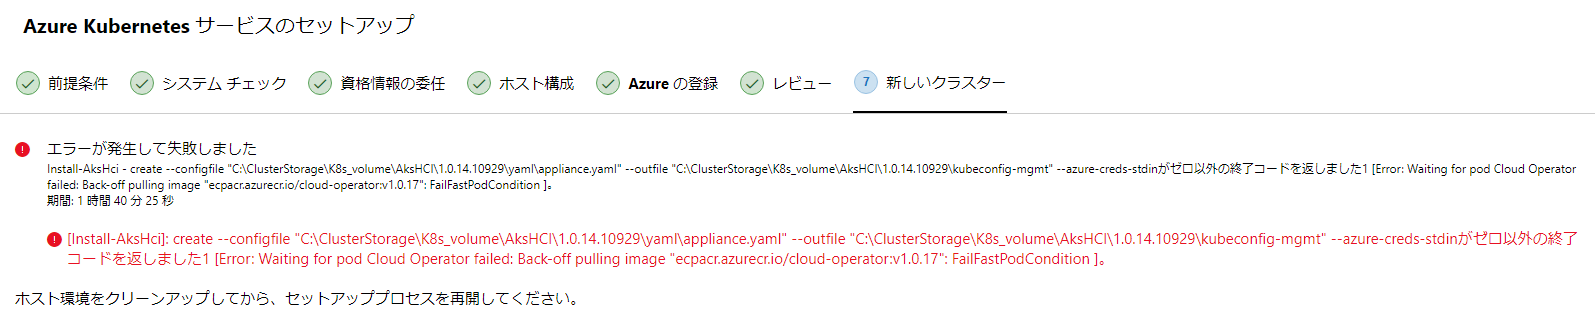 Azure Kubernetes サービスのセットアップ
前提条件 システム チェック 資格情報の委任 ホスト構成 Azure の登録 レビュー 7 新しいクラスター
エラーが発生して失敗しました
Install-AksHci - create --configfile "C:\ClusterStorage\K8s_volume\AksHCI\1.0.14.10929\yaml\appliance.yaml" --outfile "C:\ClusterStorage\K8s_volume\AksHCI\1.0.14.10929\kubeconfig-mgmt" --azure-creds-stdinがゼロ以外の終了コードを返しました1 [Error: Waiting for pod Cloud Operator
failed: Back-off pulling image "ecpacr.azurecr.io/cloud-operator:v1.0.17": FailFastPodCondition ]。
期間: 1 時間 40 分 25 秒
[Install-AksHci]: create --configfile "C:\ClusterStorage\K8s_volume\AksHCI\1.0.14.10929\yaml\appliance.yaml" --outfile "C:\ClusterStorage\K8s_volume\AksHCI\1.0.14.10929\kubeconfig-mgmt" --azure-creds-stdinがゼロ以外の終了
コードを返しました1 [Error: Waiting for pod Cloud Operator failed: Back-off pulling image "ecpacr.azurecr.io/cloud-operator:v1.0.17": FailFastPodCondition ]。
ホスト環境をクリーンアップしてから、セットアッププロセスを再開してください。